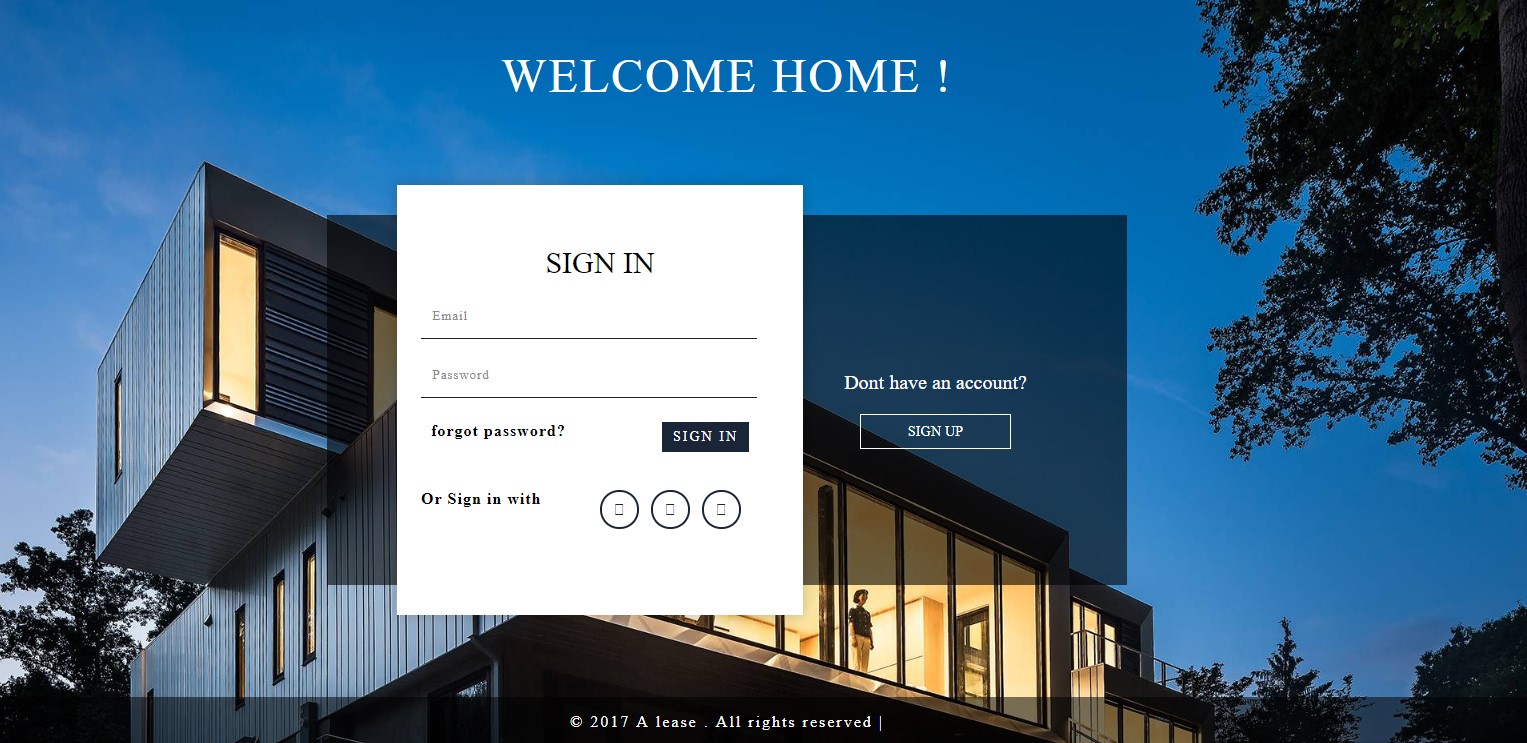 WELCOME HOME !
SIGN IN
Email
Password
forgot password?
SIGN IN
Or Sign in with
Dont have an account?
SIGN UP
© 2017 A lease . All rights reserved |